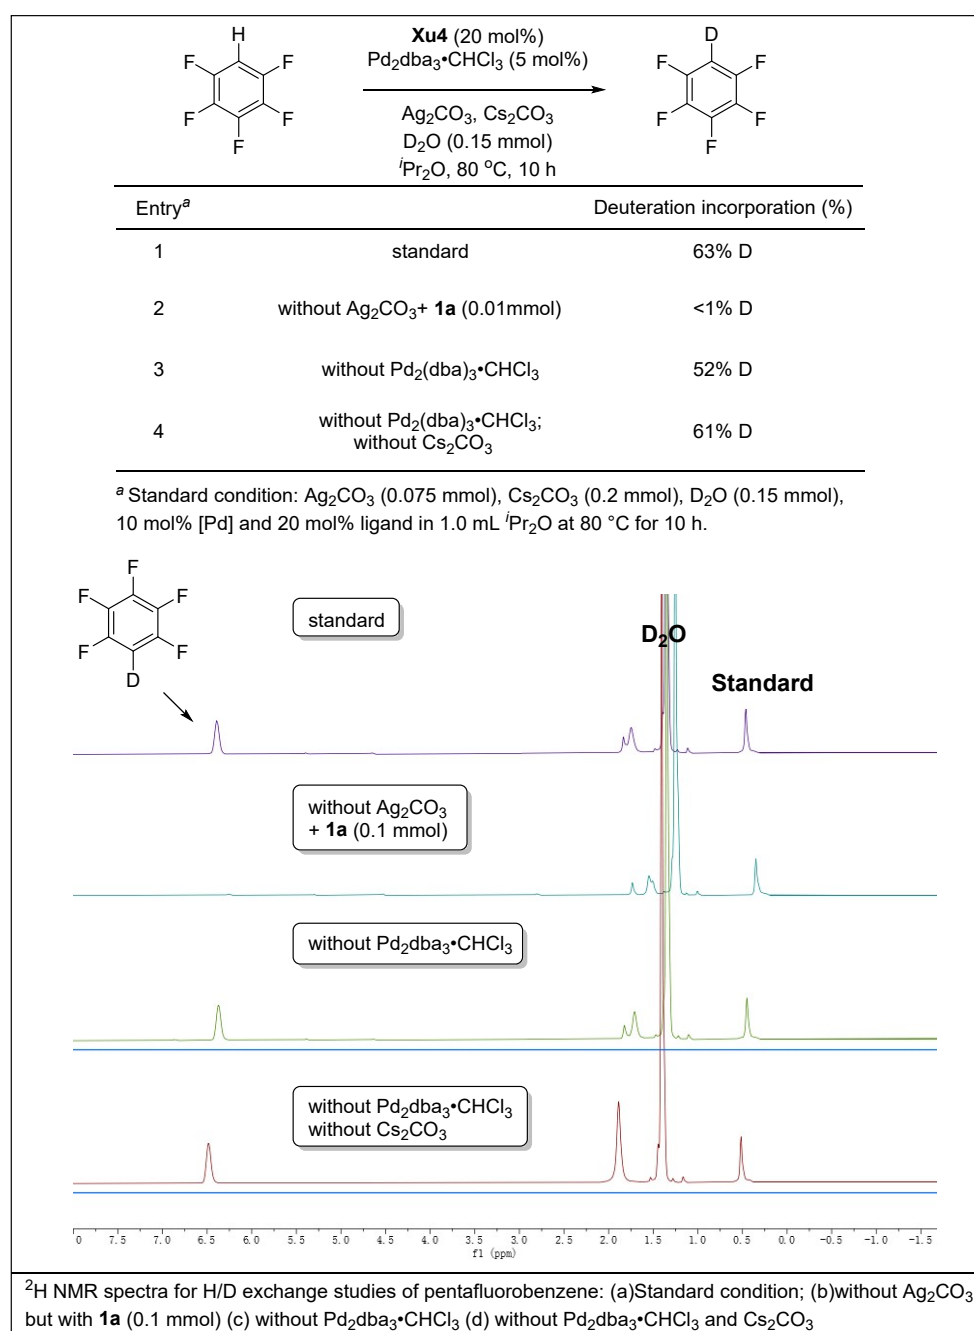 H
F
F
F
F
F
Xu4 (20 mol%)
Pd2dba3•CHCl3 (5 mol%)
Ag2CO3, Cs2CO3
D2O (0.15 mmol)
iPr2O, 80 oC, 10 h
D
F
F
F
F
F
Entrya Deuteration incorporation (%)
1 standard 63% D
2 without Ag2CO3+ 1a (0.01mmol) <1% D
3 without Pd2(dba)3•CHCl3 52% D
4 without Pd2(dba)3•CHCl3; without Cs2CO3 61% D
a Standard condition: Ag2CO3 (0.075 mmol), Cs2CO3 (0.2 mmol), D2O (0.15 mmol),
10 mol% [Pd] and 20 mol% ligand in 1.0 mL iPr2O at 80 °C for 10 h.
F
F
F
F
F
D
standard
D2O
Standard
without Ag2CO3
+ 1a (0.1 mmol)
without Pd2dba3•CHCl3
without Pd2dba3•CHCl3
without Cs2CO3
0 7.5 7.0 6.5 6.0 5.5 5.0 4.5 4.0 3.5 3.0 2.5 2.0 1.5 1.0 0.5 0.0 -0.5 -1.0 -1.5
f1 (ppm)
2H NMR spectra for H/D exchange studies of pentafluorobenzene: (a)Standard condition; (b)without Ag2CO3
but with 1a (0.1 mmol) (c) without Pd2dba3•CHCl3 (d) without Pd2dba3•CHCl3 and Cs2CO3